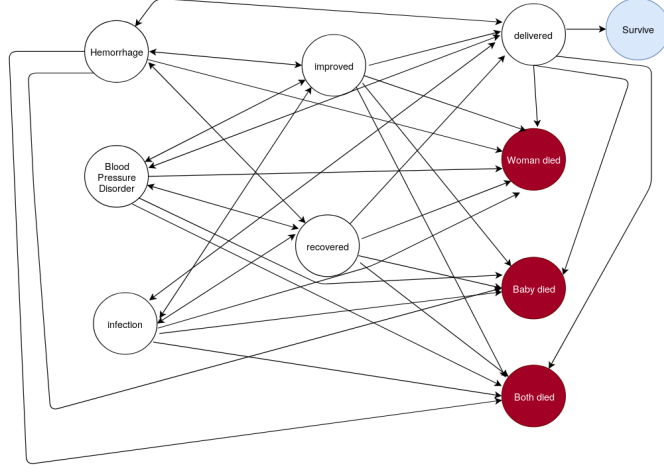 Hemorrhage
improved
delivered
Survive
Blood
Pressure
Disorder
Woman died
recovered
Baby died
infection
Both died